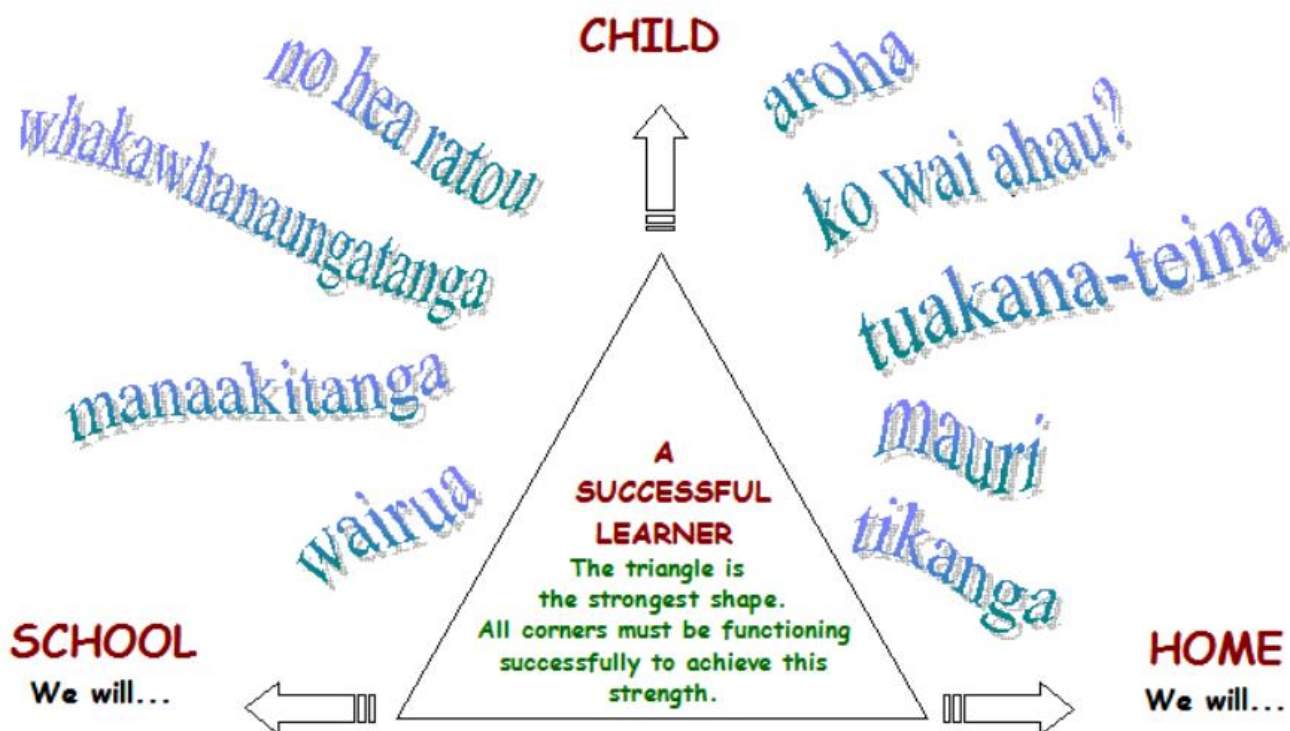 CHILD
no hea ratou
aroha
whakawhanaungatanga
ko wai ahau?
tuakana-teina
manaakitanga
mauri
wairua
tikanga
A
SUCCESSFUL
LEARNER
The triangle is
the strongest shape.
All corners must be functioning
successfully to achieve this
strength.
SCHOOL
We will...
HOME
We will...